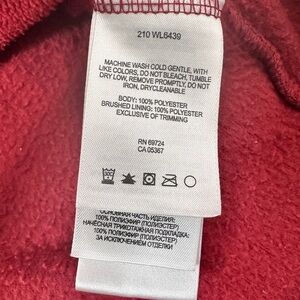 210 WL6439
MACHINE WASH COLD GENTLE, WITH
LIKE COLORS, DO NOT BLEACH, TUMBLE
DRY LOW, REMOVE PROMPTLY, DO NOT
IRON, DRYCLEANABLE
BODY: 100% POLYESTER
BRUSHED LINING: 100% POLYESTER
EXCLUSIVE OF TRIMMING
RN 69724
CA 05367
ОСНОВНАЯ ЧАСТЬ ИЗДЕЛИЯ:
100% ПОЛИЭФИР (ПОЛИЭСТЕР)
НАЧЕСНАЯ ТРИКОТАЖНАЯ ПОДКЛАДКА:
100% ПОЛИЭФИР (ПОЛИЭСТЕР)
ЗА ИСКЛЮЧЕНИЕМ ОТДЕЛКИ